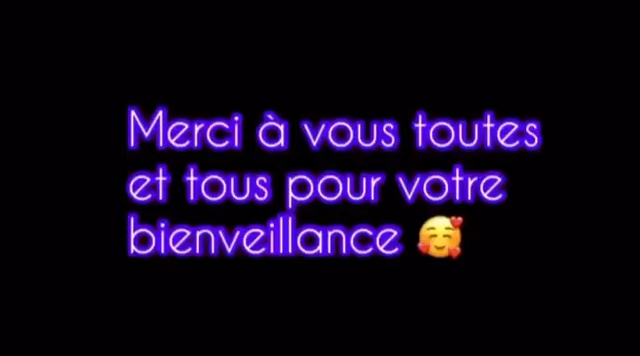 Merci à vous toutes
et tous pour votre
bienveillance 🥰